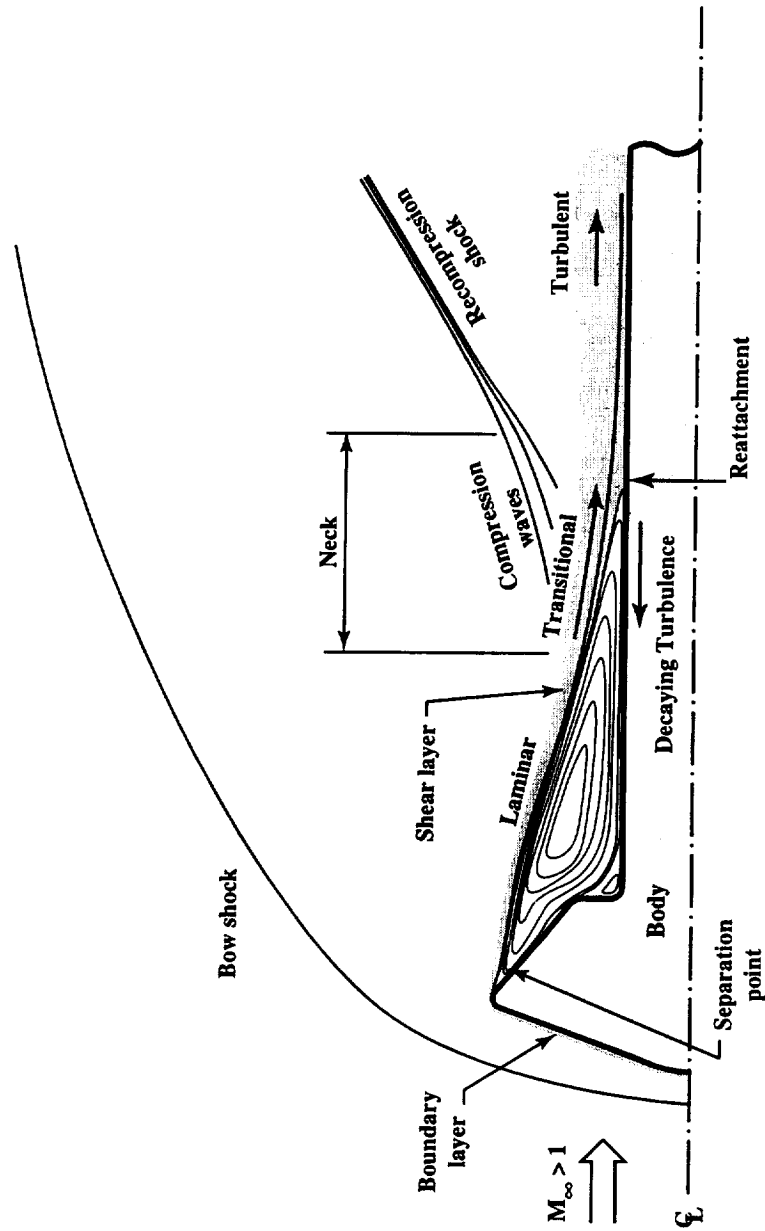 Bow shock
Recompression
shock
Neck
Compression
waves
Shear layer
Laminar
Transitional
Turbulent
Boundary
layer
M∞ > 1
Body
Decaying Turbulence
Reattachment
Separation
point
℄